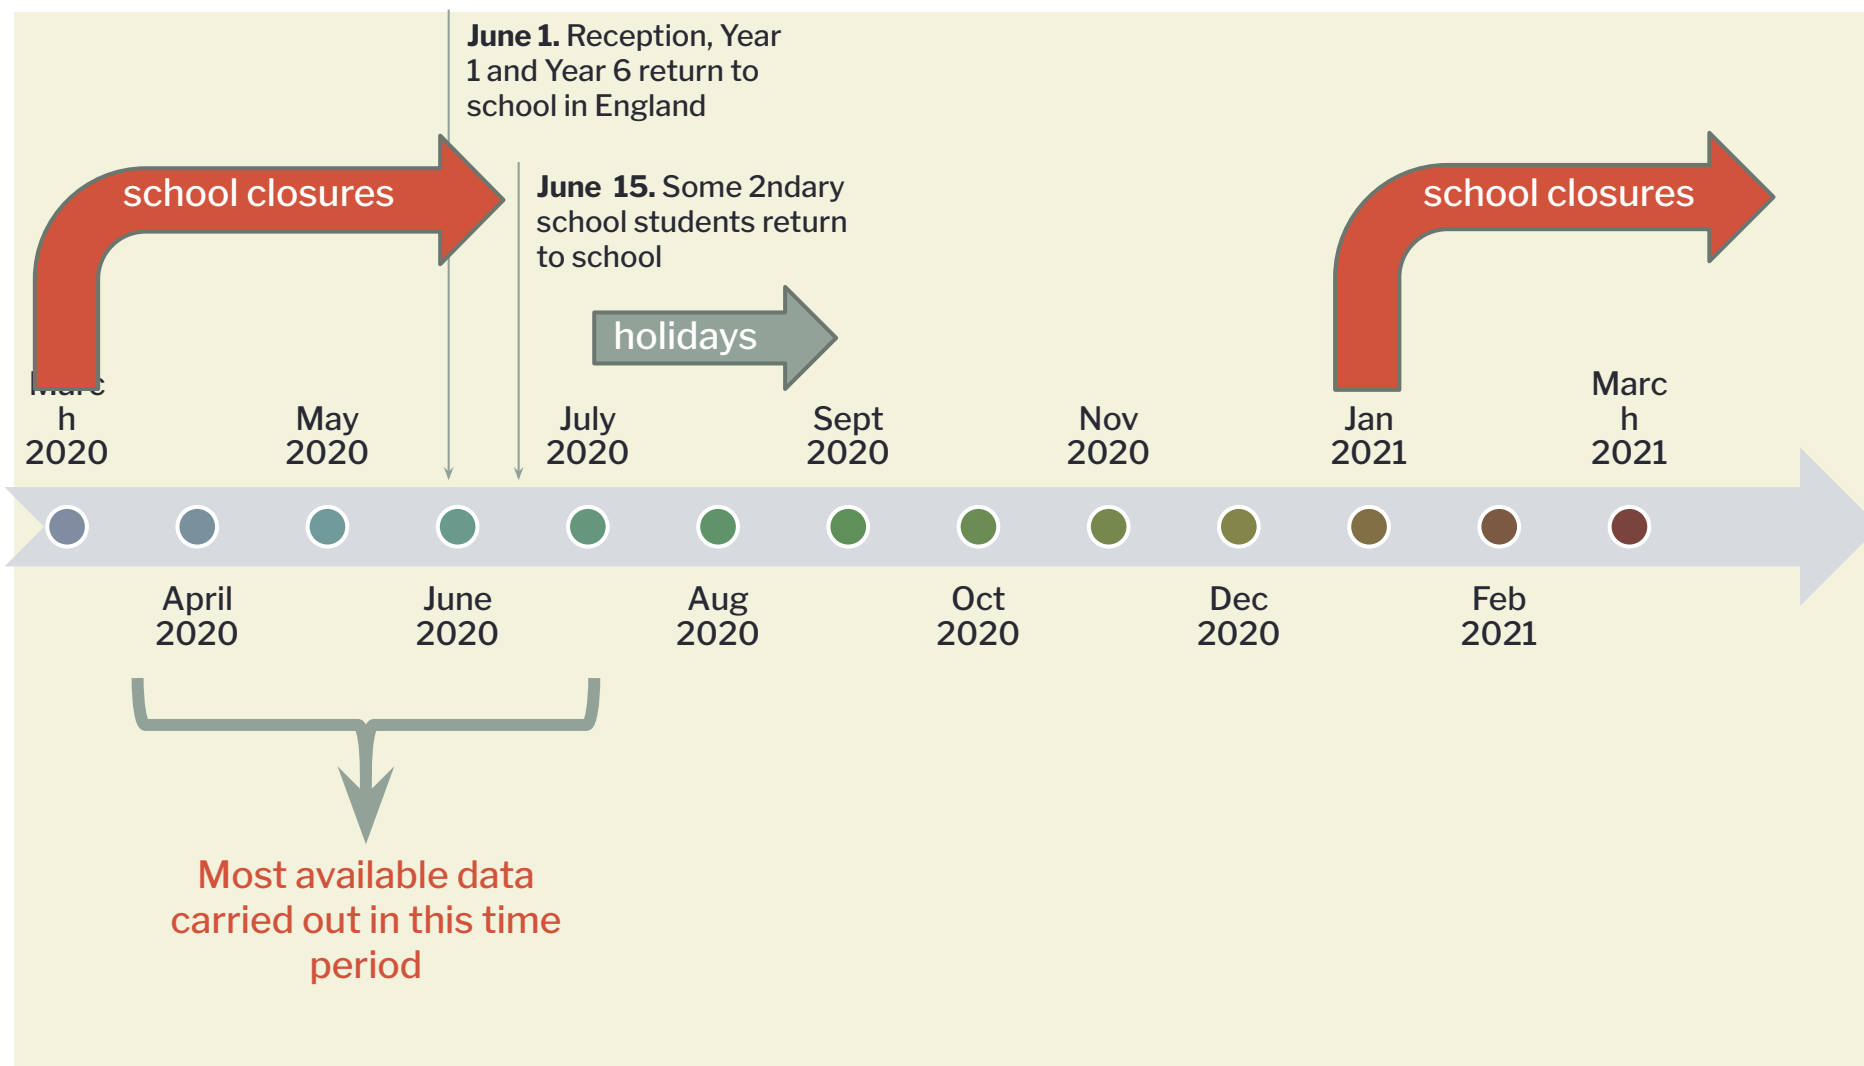 June 1. Reception, Year
1 and Year 6 return to
school in England
school closures
June 15. Some 2ndary
school students return
to school
school closures
holidays
Marc
h
2020
May
2020
July
2020
Sept
2020
Nov
2020
Jan
2021
Marc
h
2021
April
2020
June
2020
Aug
2020
Oct
2020
Dec
2020
Feb
2021
Most available data
carried out in this time
period